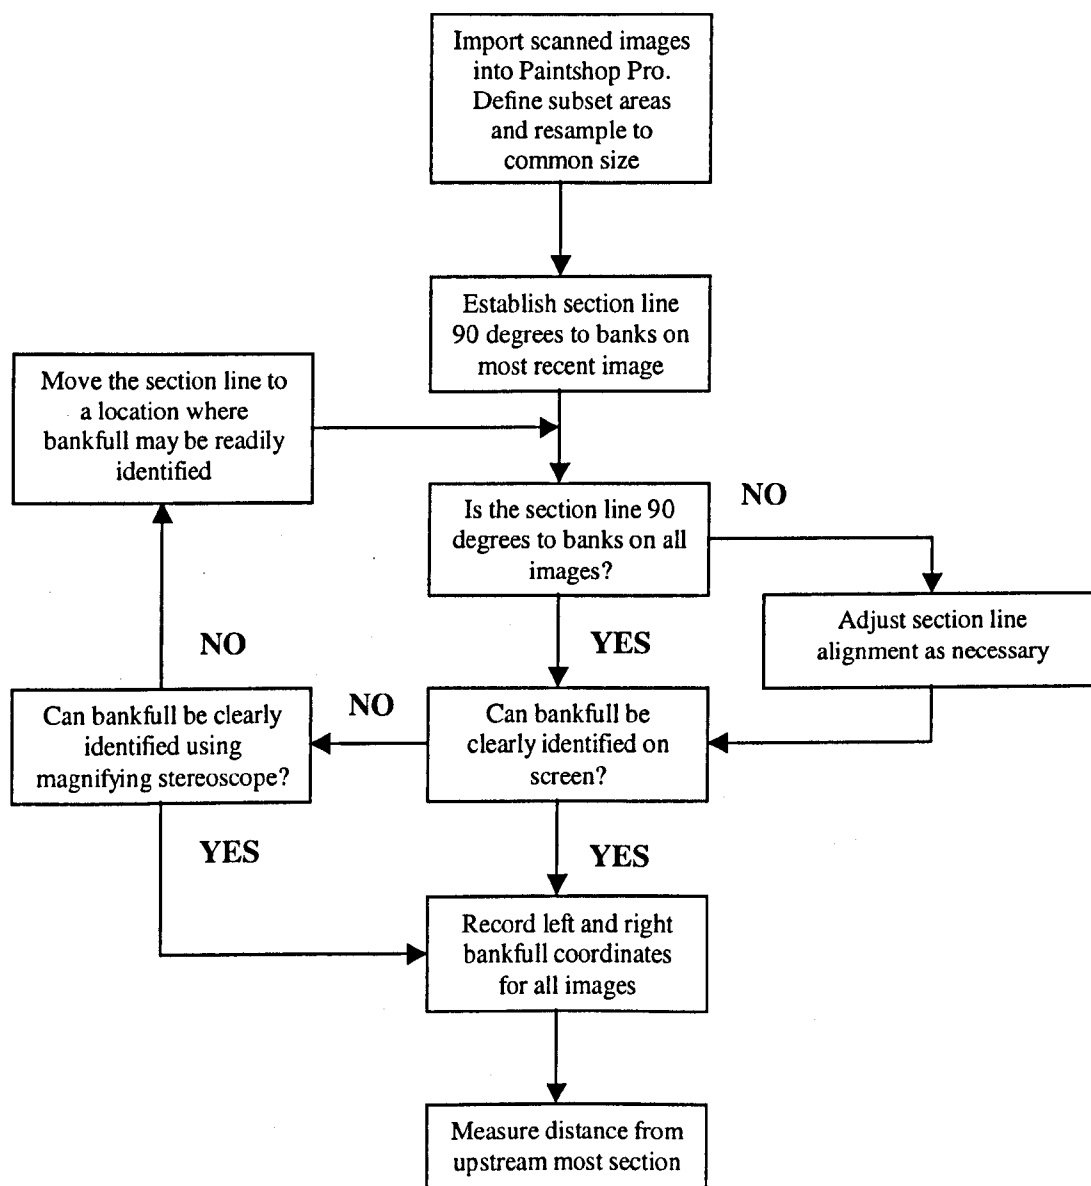 Import scanned images
into Paintshop Pro.
Define subset areas
and resample to
common size
Establish section line
90 degrees to banks on
most recent image
Move the section line to
a location where
bankfull may be readily
identified
Is the section line 90
degrees to banks on all
images?
NO
Adjust section line
alignment as necessary
YES
NO
Can bankfull be
clearly identified on
screen?
NO
Can bankfull be clearly
identified using
magnifying stereoscope?
YES
YES
Record left and right
bankfull coordinates
for all images
Measure distance from
upstream most section